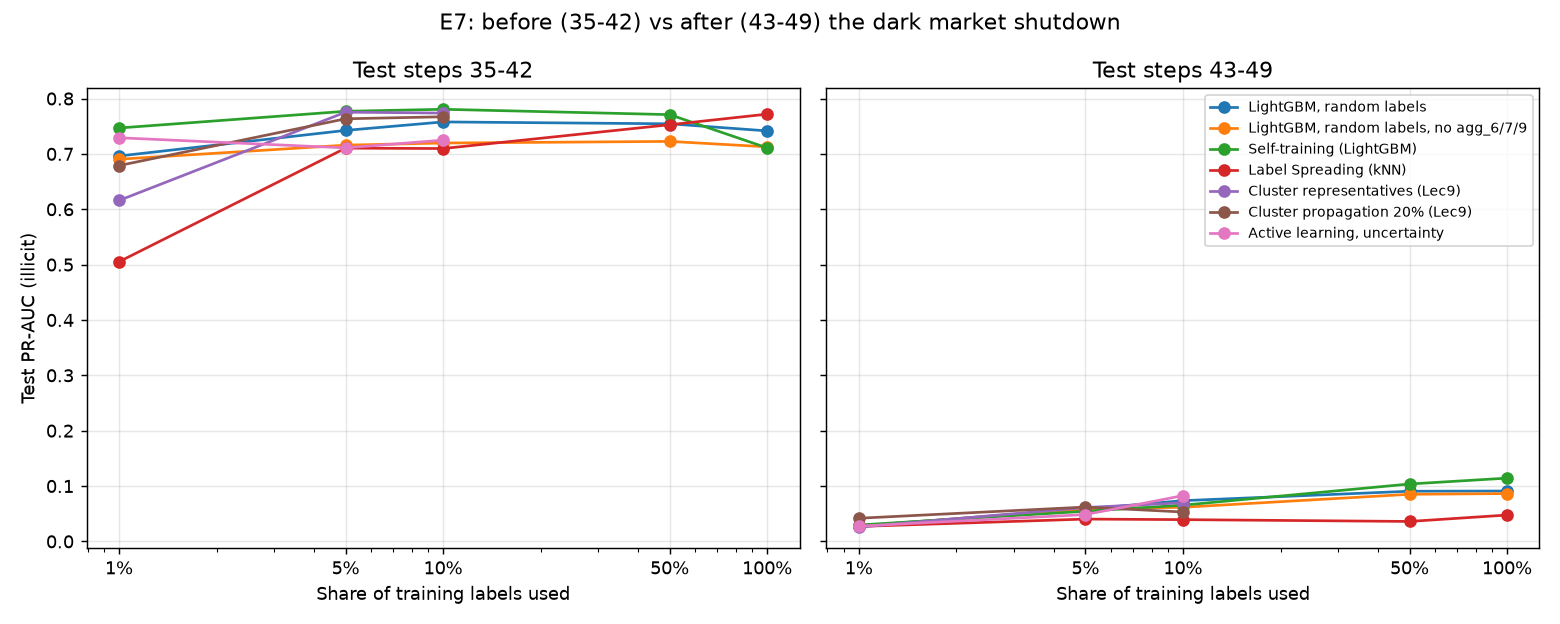 E7: before (35-42) vs after (43-49) the dark market shutdown
Test steps 35-42
Test PR-AUC (illicit)
0.8
0.7
0.6
0.5
0.4
0.3
0.2
0.1
0.0
1%
5%
10%
50%
100%
Share of training labels used
Test steps 43-49
LightGBM, random labels
LightGBM, random labels, no agg_6/7/9
Self-training (LightGBM)
Label Spreading (kNN)
Cluster representatives (Lec9)
Cluster propagation 20% (Lec9)
Active learning, uncertainty
1%
5%
10%
50%
100%
Share of training labels used